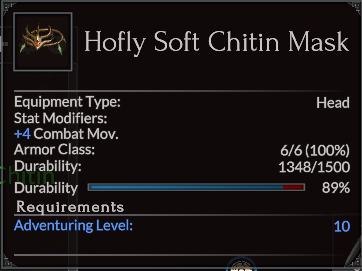 Hofly Soft Chitin Mask
Equipment Type: Head
Stat Modifiers:
+4 Combat Mov.
Armor Class: 6/6 (100%)
Durability: 1348/1500
Durability 89%
Requirements
Adventuring Level: 10